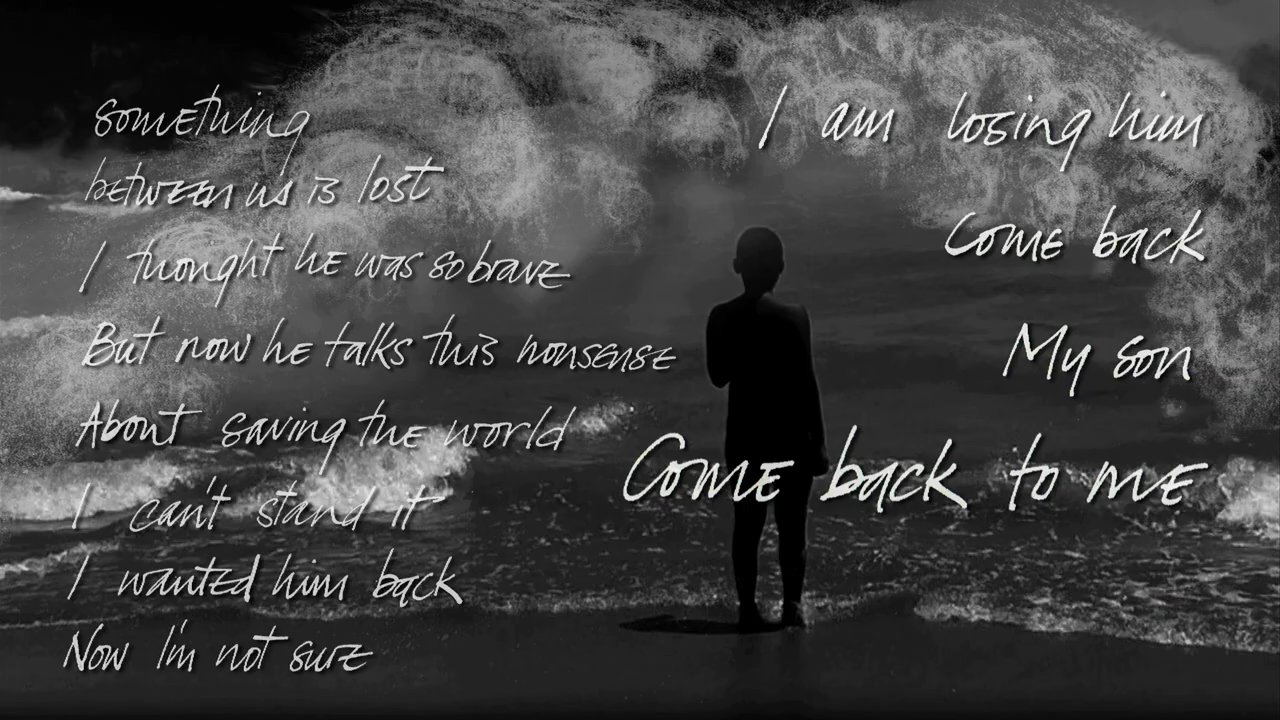 something
between us is lost
I thought he was so brave
But now he talks this nonsense
About saving the world
I can't stand it
I wanted him back
Now I'm not sure
I am losing him
Come back
My son
Come back to me